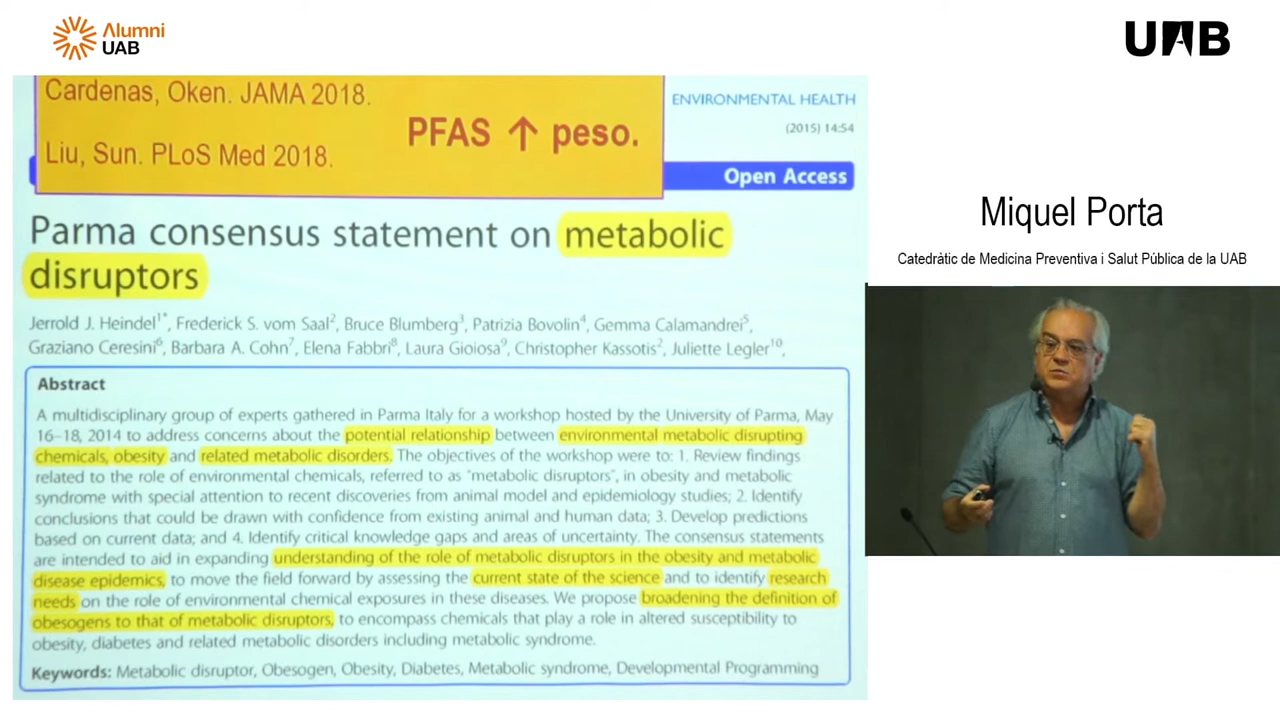 Alumni
UAB
UAB
Cardenas, Oken. JAMA 2018.
Liu, Sun. PLoS Med 2018.
PFAS ↑ peso.
ENVIRONMENTAL HEALTH
(2015) 14:54
Open Access
Parma consensus statement on metabolic
disruptors
Jerrold J. Heindel1*, Frederick S. vom Saal2, Bruce Blumberg3, Patrizia Bovolin4, Gemma Calamandrei5,
Graziano Ceresini6, Barbara A. Cohn7, Elena Fabbri8, Laura Gioiosa9, Christopher Kassotis2, Juliette Legler10,
Abstract
A multidisciplinary group of experts gathered in Parma Italy for a workshop hosted by the University of Parma, May
16–18, 2014 to address concerns about the potential relationship between environmental metabolic disrupting
chemicals, obesity and related metabolic disorders. The objectives of the workshop were to: 1. Review findings
related to the role of environmental chemicals, referred to as "metabolic disruptors", in obesity and metabolic
syndrome with special attention to recent discoveries from animal model and epidemiology studies; 2. Identify
conclusions that could be drawn with confidence from existing animal and human data; 3. Develop predictions
based on current data; and 4. Identify critical knowledge gaps and areas of uncertainty. The consensus statements
are intended to aid in expanding understanding of the role of metabolic disruptors in the obesity and metabolic
disease epidemics, to move the field forward by assessing the current state of the science and to identify research
needs on the role of environmental chemical exposures in these diseases. We propose broadening the definition of
obesogens to that of metabolic disruptors, to encompass chemicals that play a role in altered susceptibility to
obesity, diabetes and related metabolic disorders including metabolic syndrome.
Keywords: Metabolic disruptor, Obesogen, Obesity, Diabetes, Metabolic syndrome, Developmental Programming
Miquel Porta
Catedràtic de Medicina Preventiva i Salut Pública de la UAB